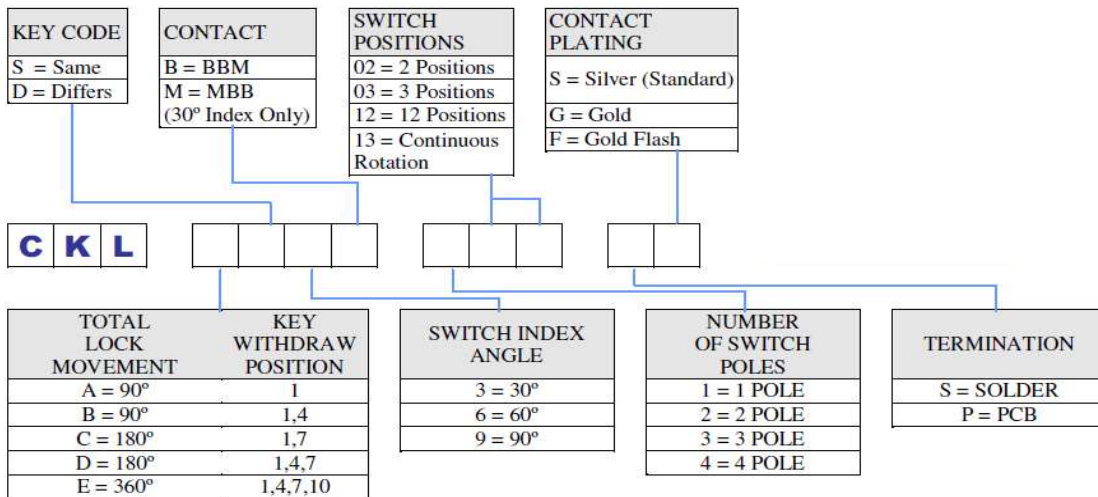 KEY CODE
S = Same
D = Differs
CONTACT
B = BBM
M = MBB
(30º Index Only)
SWITCH
POSITIONS
02 = 2 Positions
03 = 3 Positions
12 = 12 Positions
13 = Continuous
Rotation
CONTACT
PLATING
S = Silver (Standard)
G = Gold
F = Gold Flash
C K L
TOTAL
LOCK
MOVEMENT
KEY
WITHDRAW
POSITION
A = 90º 1
B = 90º 1,4
C = 180º 1,7
D = 180º 1,4,7
E = 360º 1,4,7,10
SWITCH INDEX
ANGLE
3 = 30º
6 = 60º
9 = 90º
NUMBER
OF SWITCH
POLES
1 = 1 POLE
2 = 2 POLE
3 = 3 POLE
4 = 4 POLE
TERMINATION
S = SOLDER
P = PCB